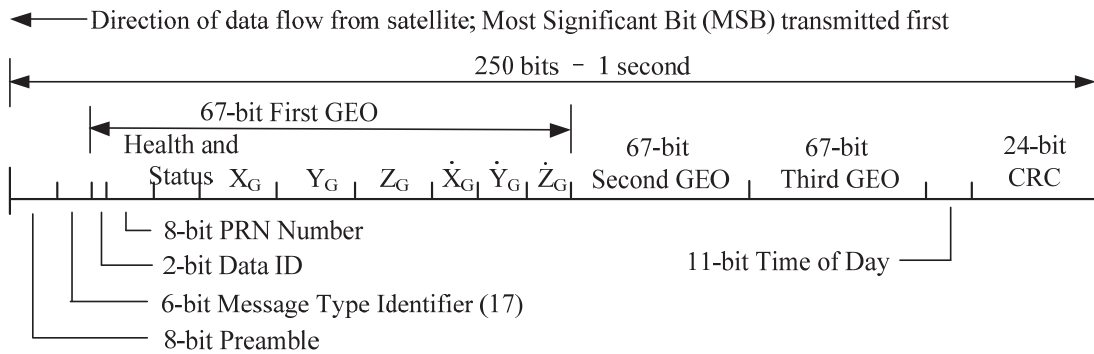 Direction of data flow from satellite; Most Significant Bit (MSB) transmitted first
250 bits - 1 second
67-bit First GEO
Health and
Status
X_G Y_G Z_G Ẋ_G Ẏ_G Ż_G
67-bit
Second GEO
67-bit
Third GEO
24-bit
CRC
8-bit PRN Number
2-bit Data ID
11-bit Time of Day
6-bit Message Type Identifier (17)
8-bit Preamble